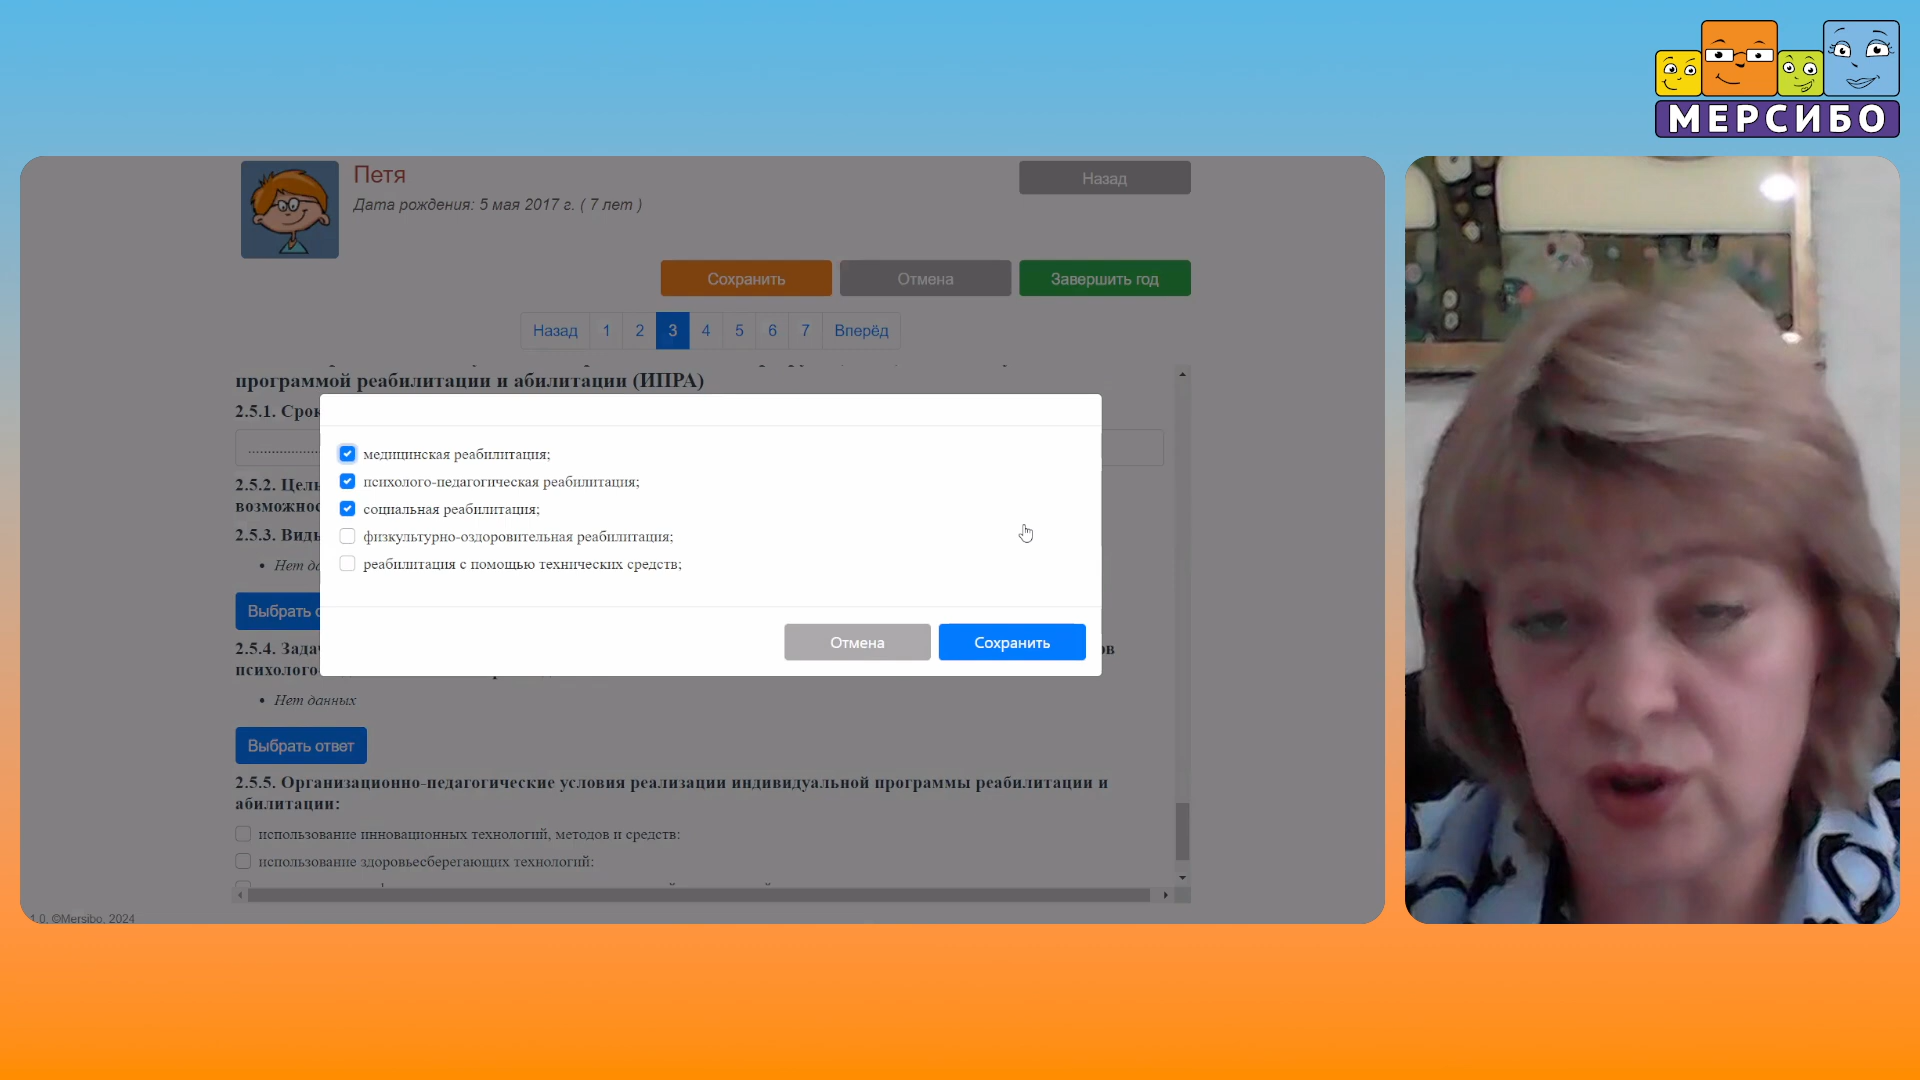 МЕРСИБО
Петя
Дата рождения: 5 мая 2017 г. ( 7 лет )
Назад
Сохранить
Отмена
Завершить год
Назад 1 2 3 4 5 6 7 Вперёд
программой реабилитации и абилитации (ИПРА)
2.5.1. Срок
2.5.2.
возможнос
2.5.3. Виды
• Нет
Выбрать
медицинская реабилитация;
психолого-педагогическая реабилитация;
социальная реабилитация;
физкультурно-оздоровительная реабилитация;
реабилитация с помощью технических средств;
Отмена
Сохранить
2.5.4.
психолого-
• Нет данных
Выбрать ответ
2.5.5. Организационно-педагогические условия реализации индивидуальной программы реабилитации и
абилитации:
использование инновационных технологий, методов и средств:
использование здоровьесберегающих технологий:
1.0. ©Mersibo, 2024